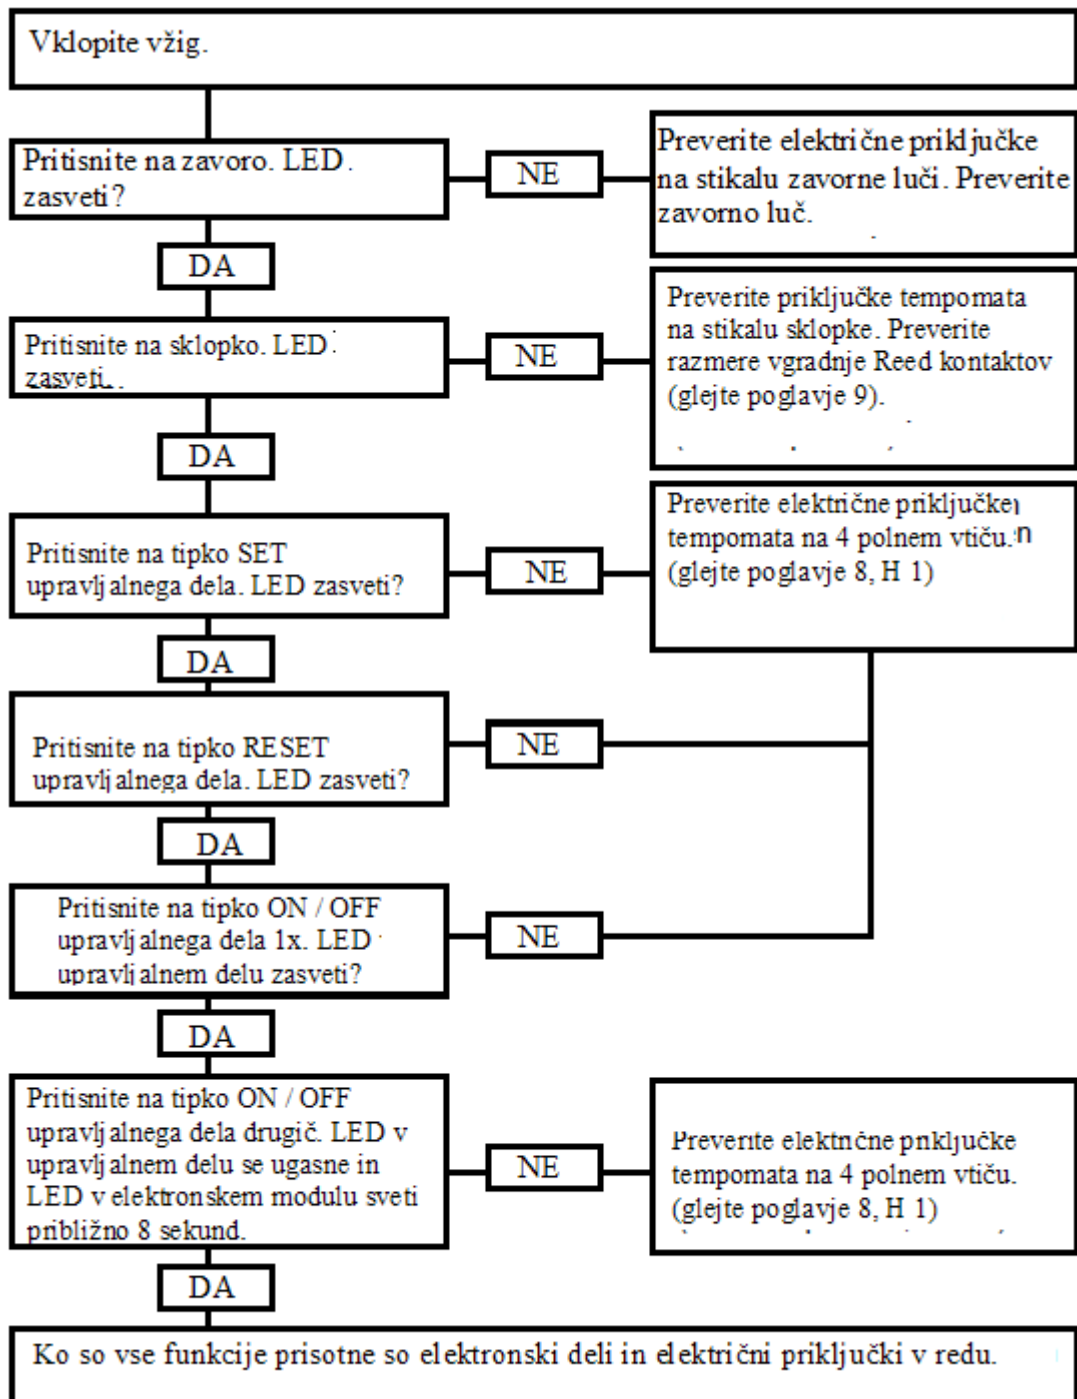 Vklopite vžig.
Pritisnite na zavoro. LED.
zasveti?
NE
Preverite električne priključke
na stikalu zavorne luči. Preverite
zavorno luč.
DA
Pritisnite na sklopko. LED
zasveti.
NE
Preverite priključke tempomata
na stikalu sklopke. Preverite
razmere vgradnje Reed kontaktov
(glejte poglavje 9).
DA
Pritisnite na tipko SET
upravljalnega dela. LED zasveti?
NE
Preverite električne priključke
tempomata na 4 polnem vtiču.
(glejte poglavje 8, H 1)
DA
Pritisnite na tipko RESET
upravljalnega dela. LED zasveti?
NE
DA
Pritisnite na tipko ON / OFF
upravljalnega dela 1x. LED
upravljalnem delu zasveti?
NE
DA
Pritisnite na tipko ON / OFF
upravljalnega dela drugič. LED v
upravljalnem delu se ugasne in
LED v elektronskem modulu sveti
približno 8 sekund.
NE
Preverite električne priključke
tempomata na 4 polnem vtiču.
(glejte poglavje 8, H 1)
DA
Ko so vse funkcije prisotne so elektronski deli in električni priključki v redu.